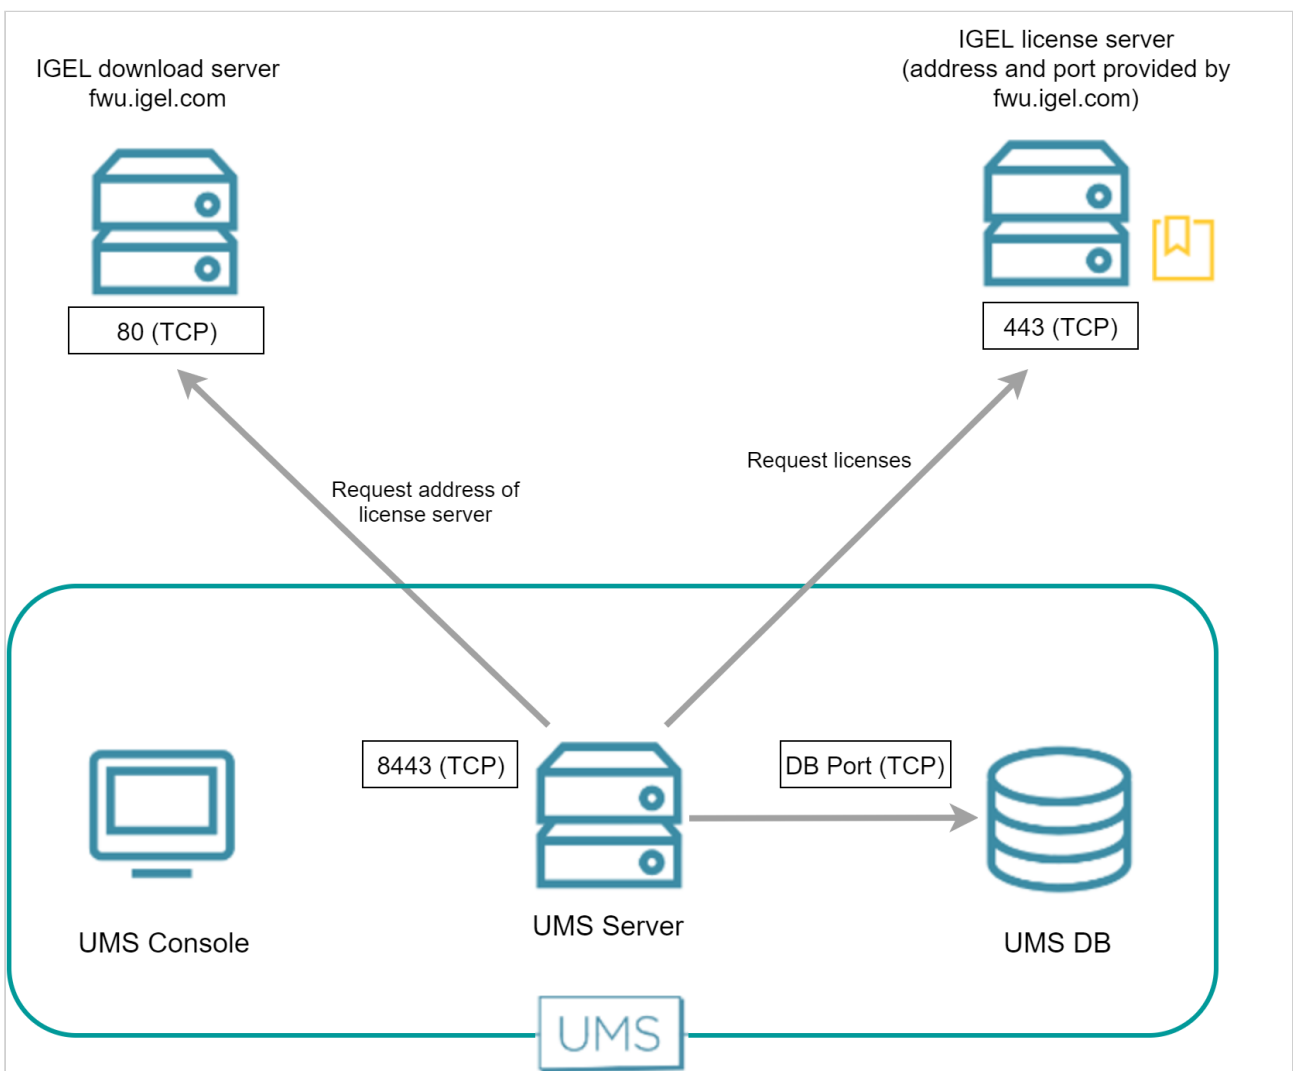 IGEL download server
fwu.igel.com
IGEL license server
(address and port provided by
fwu.igel.com)
80 (TCP)
443 (TCP)
Request address of
license server
Request licenses
8443 (TCP)
DB Port (TCP)
UMS Console
UMS Server
UMS DB
UMS